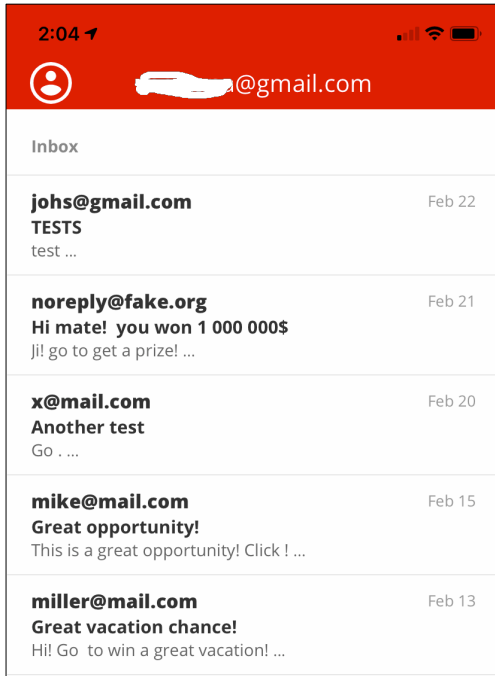 2:04
@gmail.com
Inbox
johs@gmail.com Feb 22
TESTS
test ...
noreply@fake.org Feb 21
Hi mate!  you won 1 000 000$
Ji! go to get a prize! ...
x@mail.com Feb 20
Another test
Go . ...
mike@mail.com Feb 15
Great opportunity!
This is a great opportunity! Click ! ...
miller@mail.com Feb 13
Great vacation chance!
Hi! Go  to win a great vacation! ...